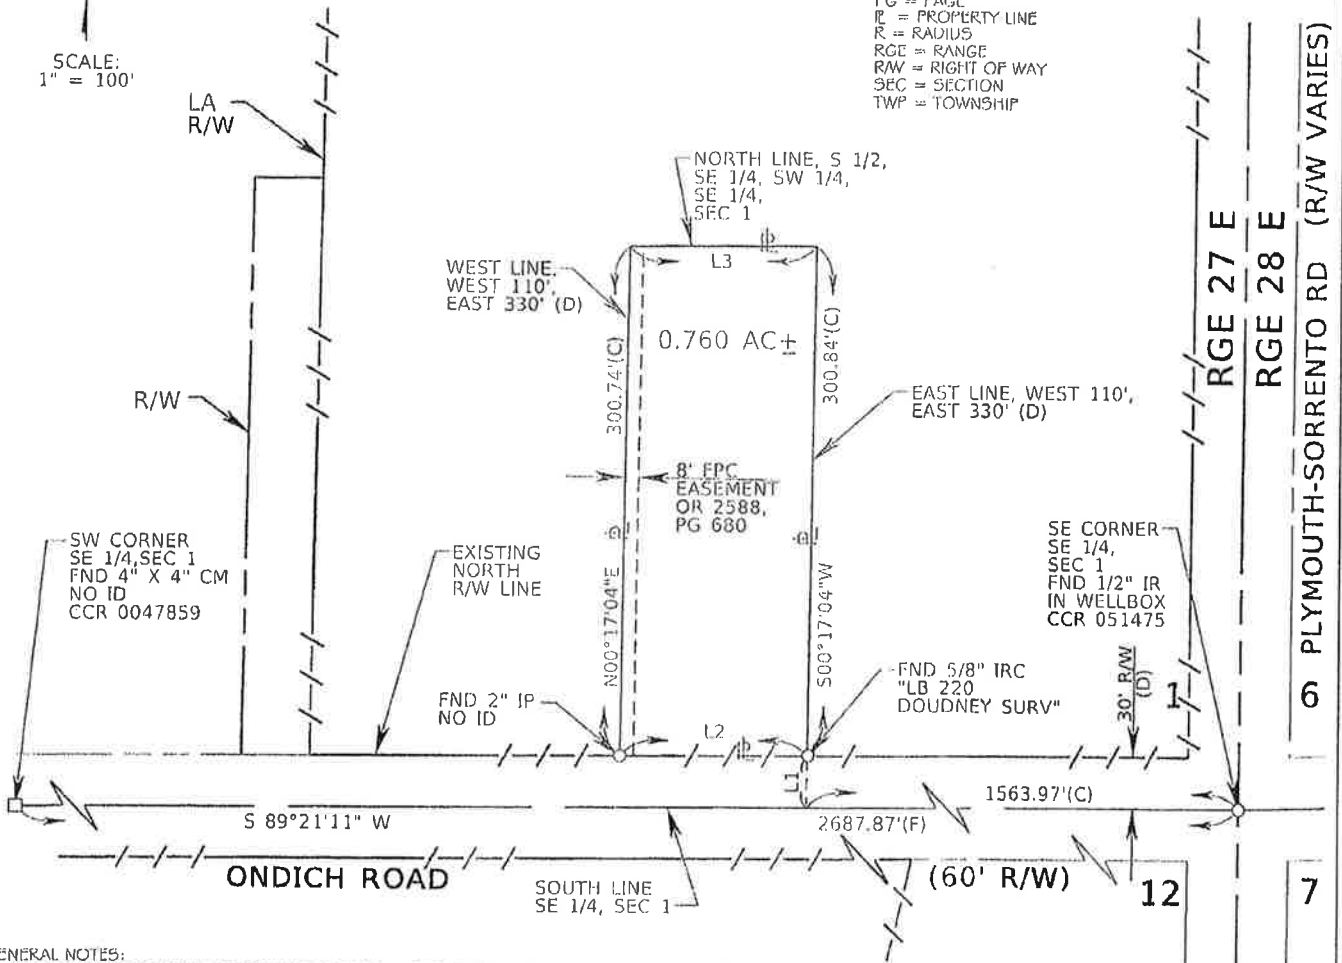 PG = PAGE
PL = PROPERTY LINE
R = RADIUS
RGE = RANGE
R/W = RIGHT OF WAY
SEC = SECTION
TWP = TOWNSHIP
SCALE:
1" = 100'
LA
R/W
NORTH LINE, S 1/2,
SE 1/4, SW 1/4,
SE 1/4,
SEC 1
L3
WEST LINE,
WEST 110',
EAST 330' (D)
0.760 AC±
300.74'(C)
300.84'(C)
R/W
EAST LINE, WEST 110',
EAST 330' (D)
8' FPC
EASEMENT
OR 2588,
PG 680
RGE 27 E
RGE 28 E
PLYMOUTH-SORRENTO RD (R/W VARIES)
SW CORNER
SE 1/4,SEC 1
FND 4" X 4" CM
NO ID
CCR 0047859
EXISTING
NORTH
R/W LINE
N00°17'04"E
S00°17'04"W
SE CORNER
SE 1/4,
SEC 1
FND 1/2" IR
IN WELLBOX
CCR 051475
FND 2" IP
NO ID
FND 5/8" IRC
"LB 220
DOUDNEY SURV"
30' R/W
(D)
1
6
L2
L1
1563.97'(C)
S 89°21'11" W
2687.87'(F)
ONDICH ROAD
(60' R/W)
SOUTH LINE
SE 1/4, SEC 1
12
7
ENERAL NOTES: